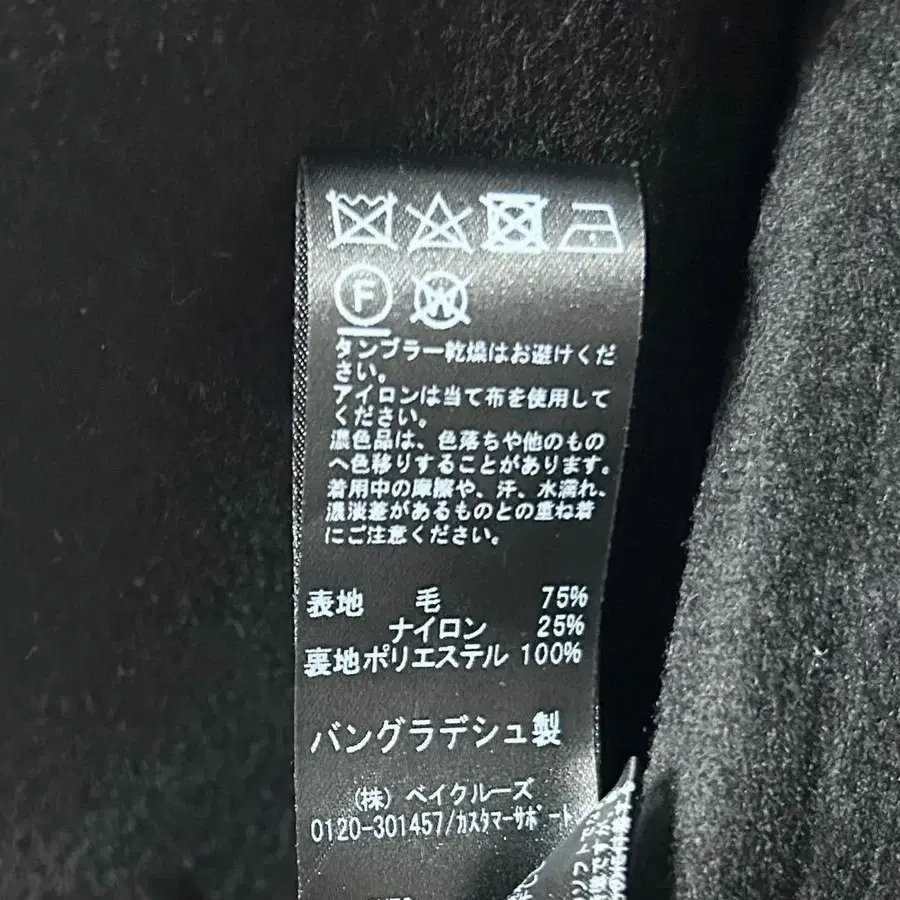 F W
タンブラー乾燥はお避けくだ
さい。
アイロンは当て布を使用して
ください。
濃色品は、色落ちや他のもの
へ色移りすることがあります。
着用中の摩擦や、汗、水濡れ、
濃淡差があるものとの重ね着
にご注意ください。
表地 毛 75%
ナイロン 25%
裏地ポリエステル 100%
バングラデシュ製
(株) ベイクルーズ
0120-301457/カスタマーサポート